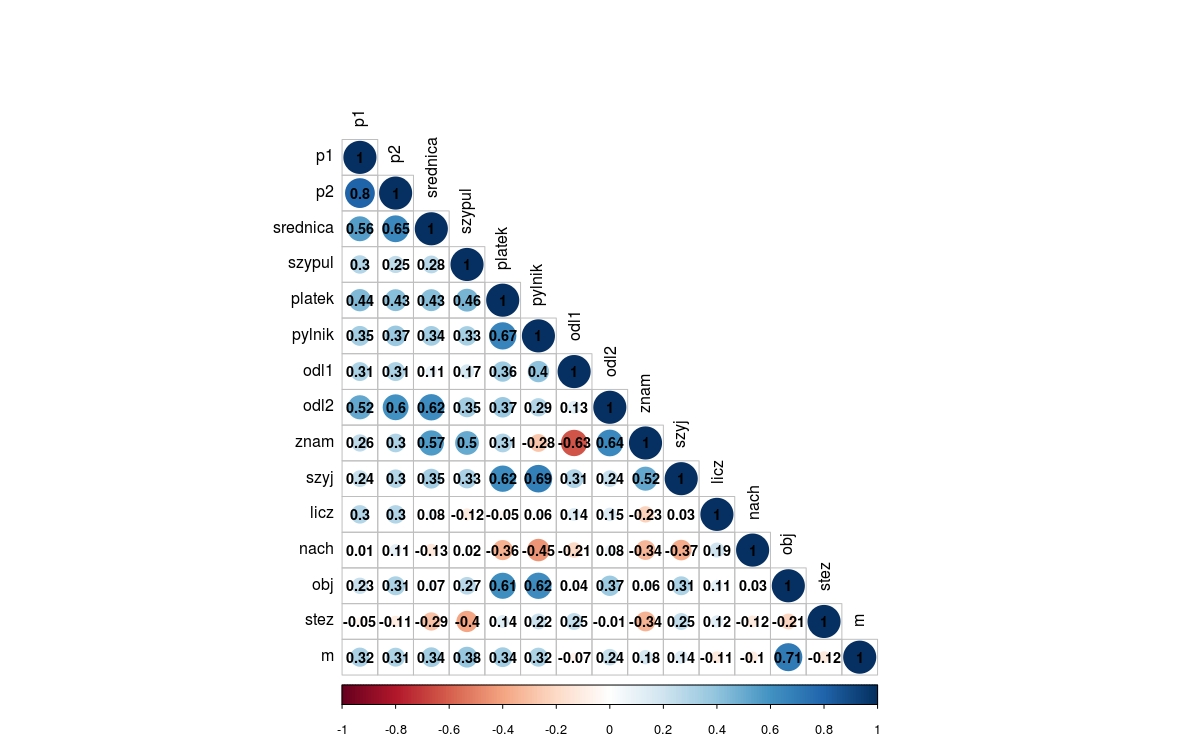 p1
p1 1 p2
p2 0.8 1 srednica
srednica 0.56 0.65 1 szypul
szypul 0.3 0.25 0.28 1 platek
platek 0.44 0.43 0.43 0.46 1 pylnik
pylnik 0.35 0.37 0.34 0.33 0.67 1 odl1
odl1 0.31 0.31 0.11 0.17 0.36 0.4 1 odl2
odl2 0.52 0.6 0.62 0.35 0.37 0.29 0.13 1 znam
znam 0.26 0.3 0.57 0.5 0.31 -0.28 -0.63 0.64 1 szyj
szyj 0.24 0.3 0.35 0.33 0.62 0.69 0.31 0.24 0.52 1 licz
licz 0.3 0.3 0.08 -0.12 -0.05 0.06 0.14 0.15 -0.23 0.03 1 nach
nach 0.01 0.11 -0.13 0.02 -0.36 -0.45 -0.21 0.08 -0.34 -0.37 0.19 1 obj
obj 0.23 0.31 0.07 0.27 0.61 0.62 0.04 0.37 0.06 0.31 0.11 0.03 1 stez
stez -0.05 -0.11 -0.29 -0.4 0.14 0.22 0.25 -0.01 -0.34 0.25 0.12 -0.12 -0.21 1 m
m 0.32 0.31 0.34 0.38 0.34 0.32 -0.07 0.24 0.18 0.14 -0.11 -0.1 0.71 -0.12 1
-1 -0.8 -0.6 -0.4 -0.2 0 0.2 0.4 0.6 0.8 1